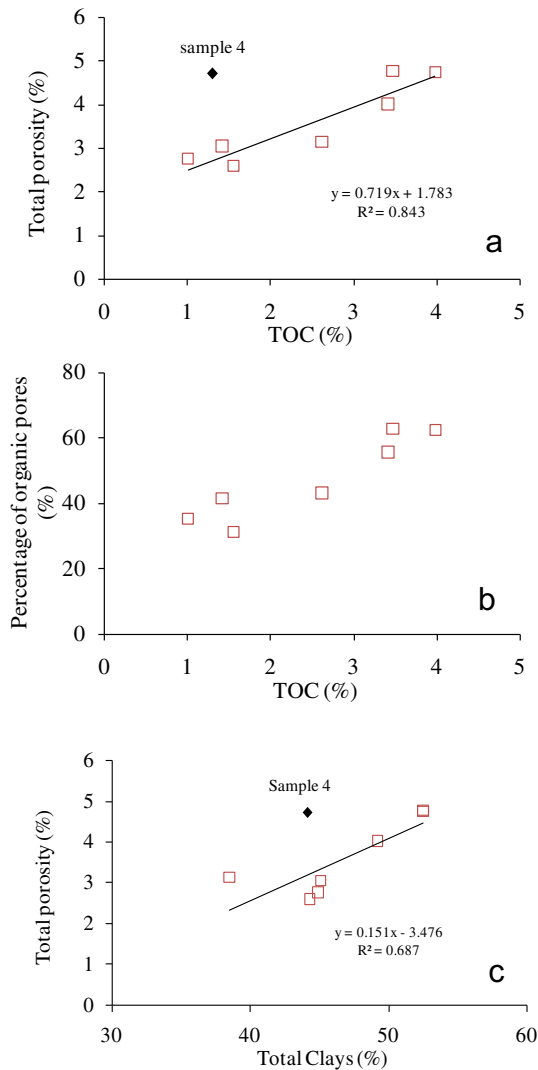 6
5
4
3
2
1
0
Total porosity (%)
sample 4
y = 0.719x + 1.783
R² = 0.843
a
0 1 2 3 4 5
TOC (%)
80
60
40
20
0
Percentage of organic pores
(%)
b
0 1 2 3 4 5
TOC (%)
6
5
4
3
2
1
0
Total porosity (%)
Sample 4
y = 0.151x - 3.476
R² = 0.687
c
30 40 50 60
Total Clays (%)